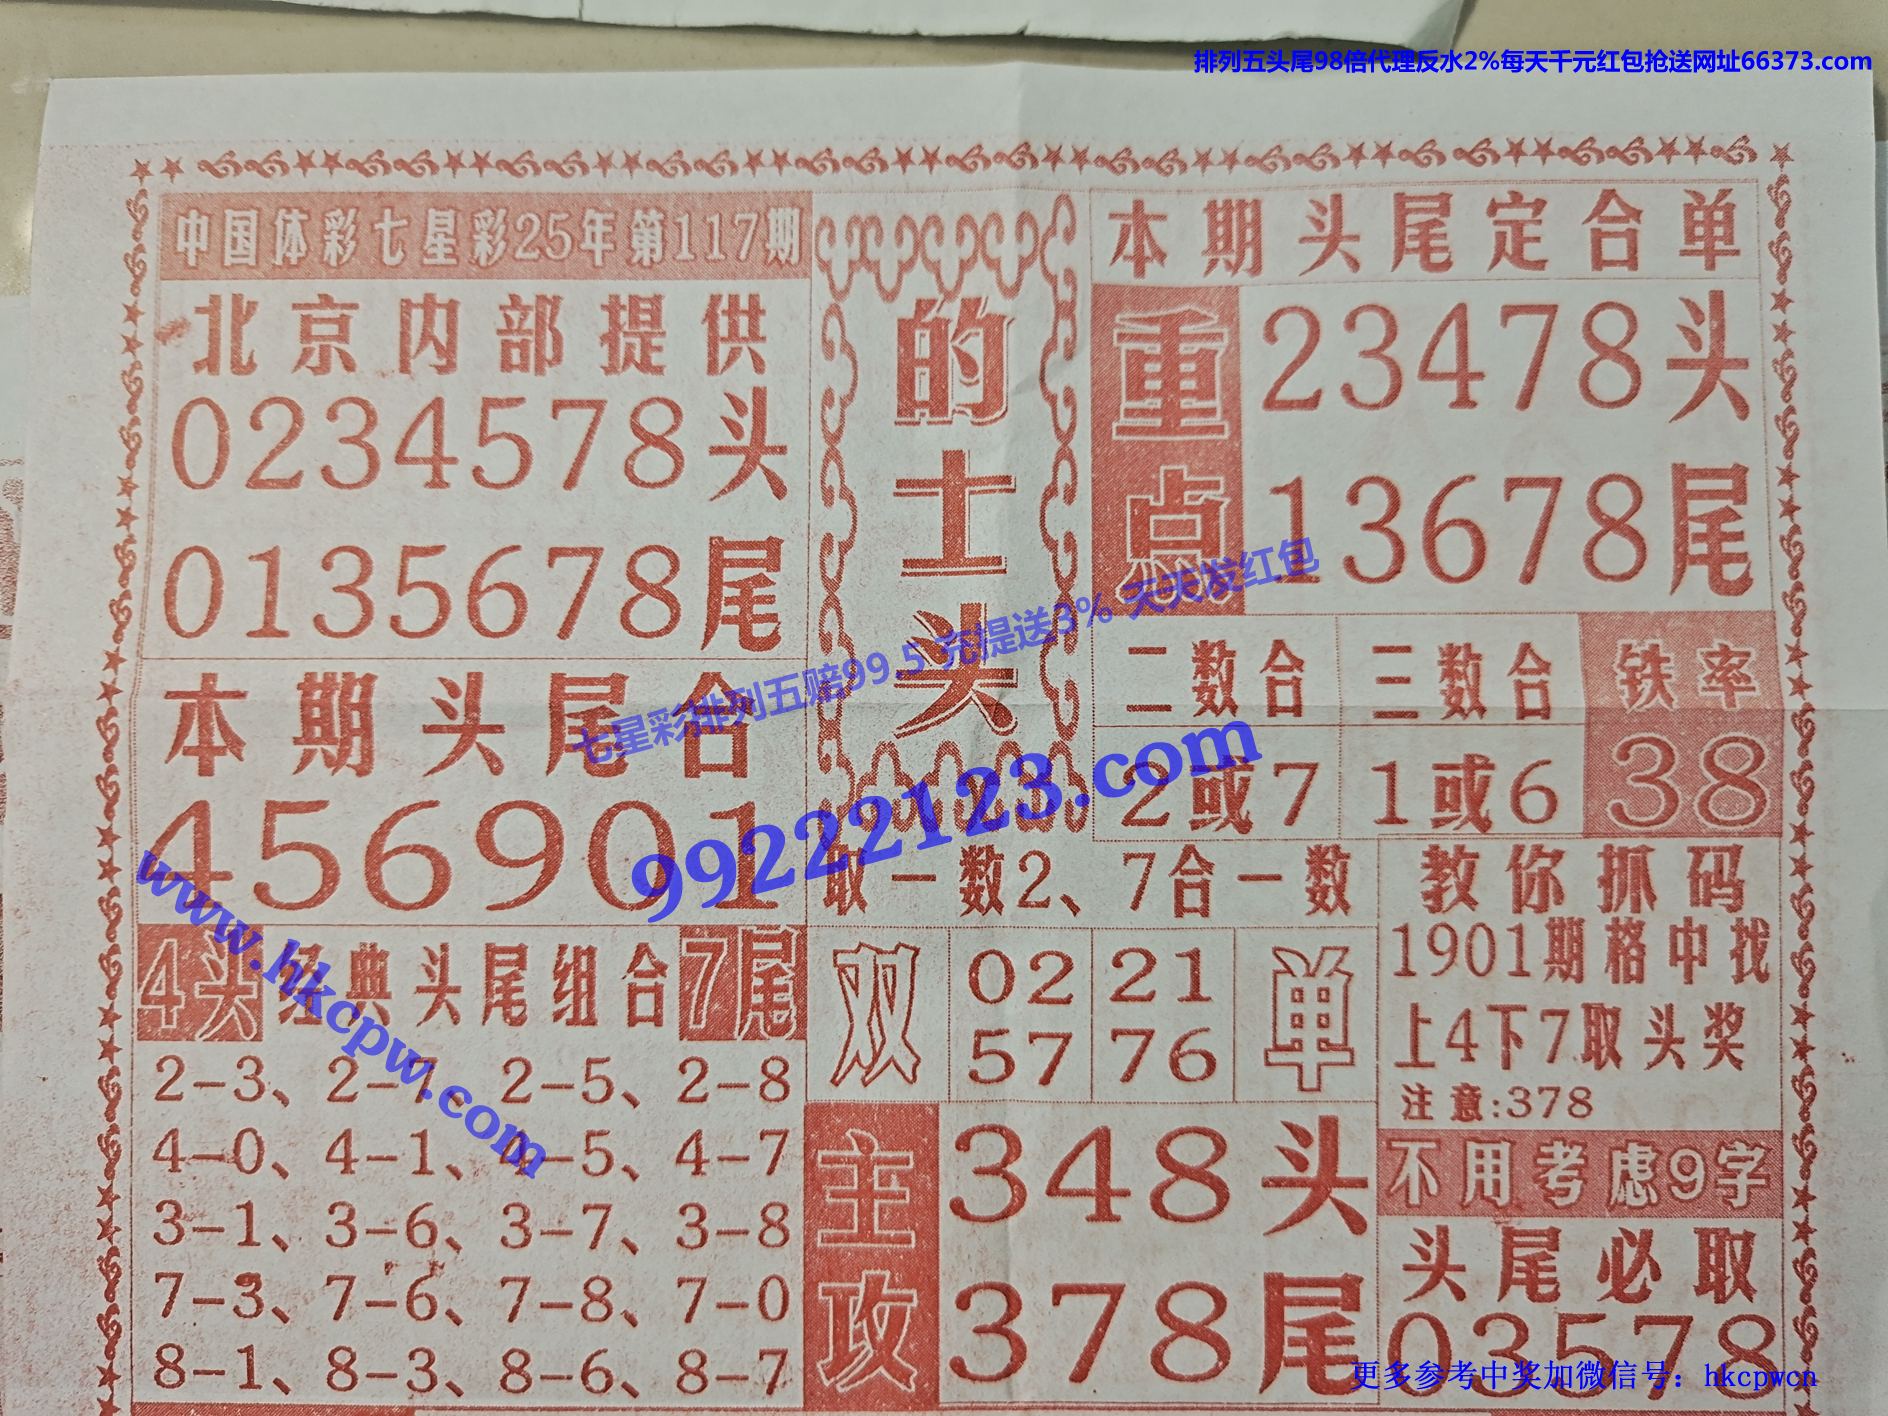 排列五头尾98倍代理反水2%每天千元红包抢送网址66373.com
中国体彩七星彩25年第117期
北京内部提供
0234578头
0135678尾
本期头尾合
456901
的士头
本期头尾定合单
重点
23478头
13678尾
二数合
2或7
三数合
1或6
铁率
38
七星彩排列五赔99.5 充提送3% 天天发红包
99222123.com
www.hkcpw.com
取一数2、7合一数
4头
经典头尾组合
7尾
2-3、2-7、2-5、2-8
4-0、4-1、4-5、4-7
3-1、3-6、3-7、3-8
7-3、7-6、7-8、7-0
8-1、8-3、8-6、8-7
双
02 21
57 76
单
主攻
348头
378尾
教你抓码
1901期格中找
上4下7取头奖
注意:378
不用考虑9字
头尾必取
03578
更多参考中奖加微信号：hkcpwcn